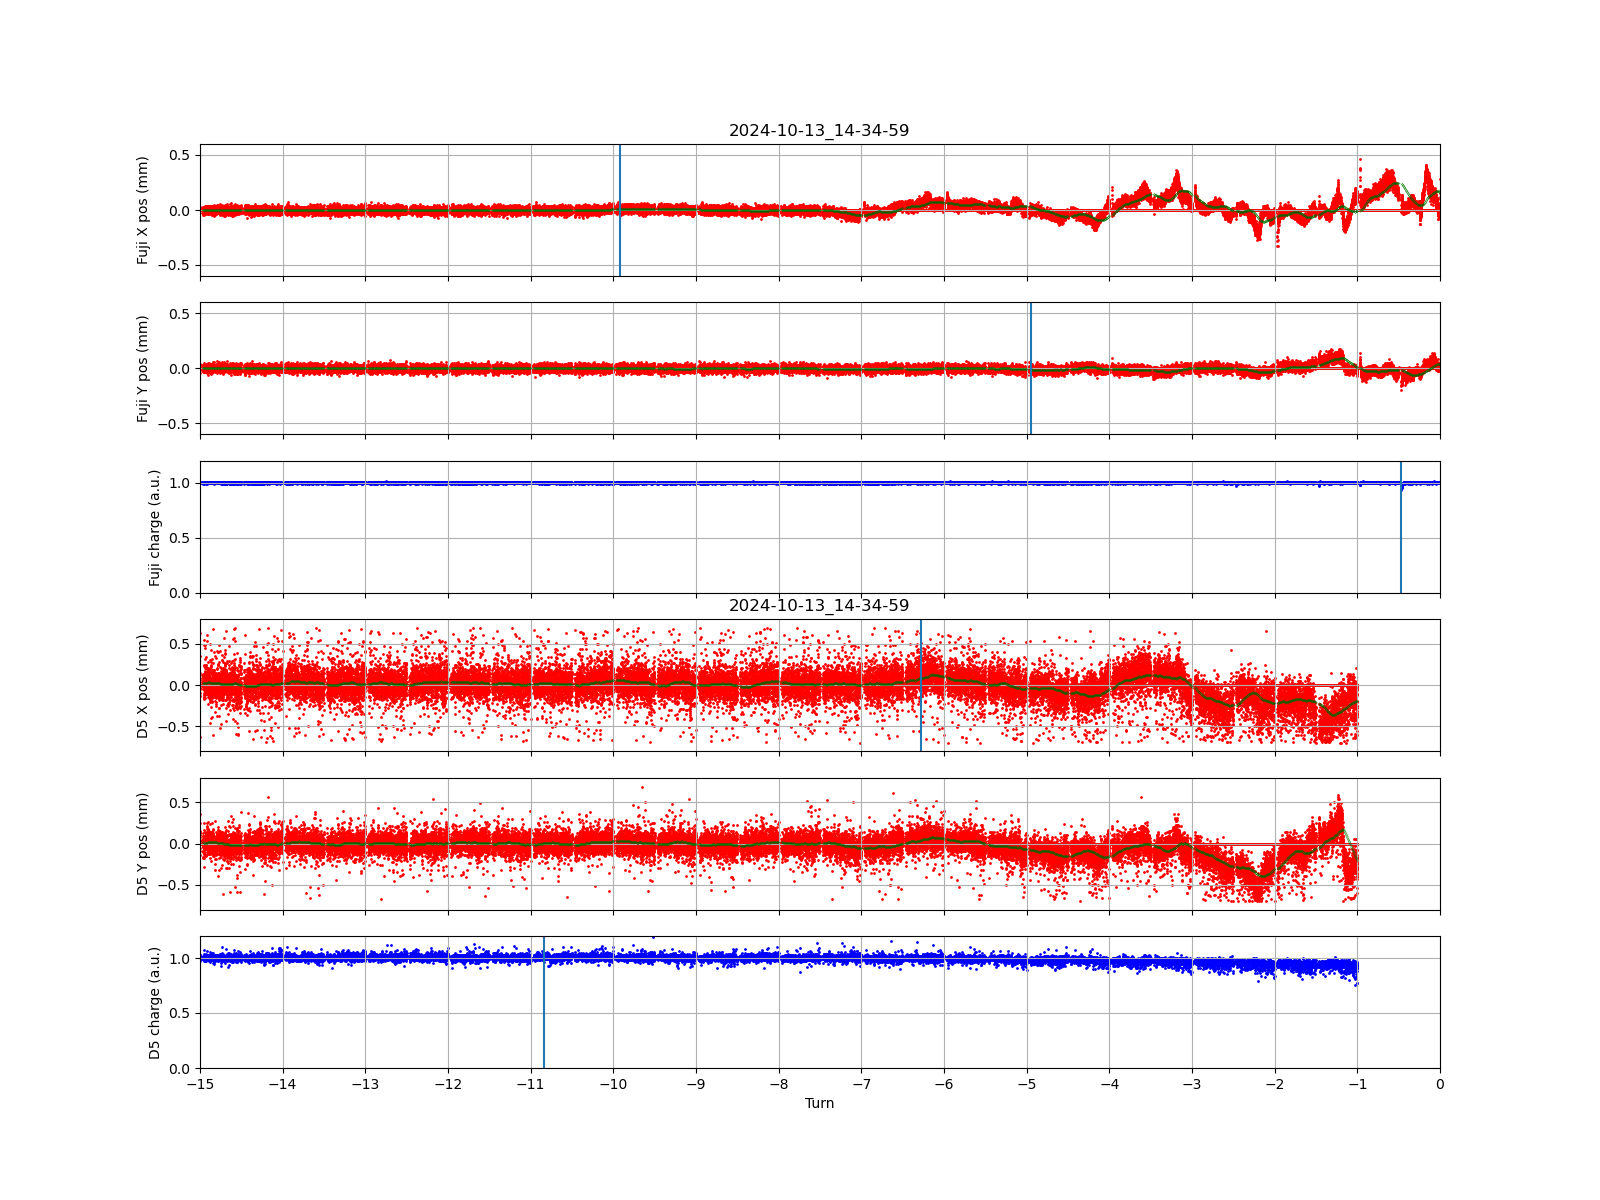 2024-10-13_14-34-59
Fuji X pos (mm)
0.5
0.0
−0.5
Fuji Y pos (mm)
0.5
0.0
−0.5
Fuji charge (a.u.)
1.0
0.5
0.0
2024-10-13_14-34-59
D5 X pos (mm)
0.5
0.0
−0.5
D5 Y pos (mm)
0.5
0.0
−0.5
D5 charge (a.u.)
1.0
0.5
0.0
−15 −14 −13 −12 −11 −10 −9 −8 −7 −6 −5 −4 −3 −2 −1 0
Turn